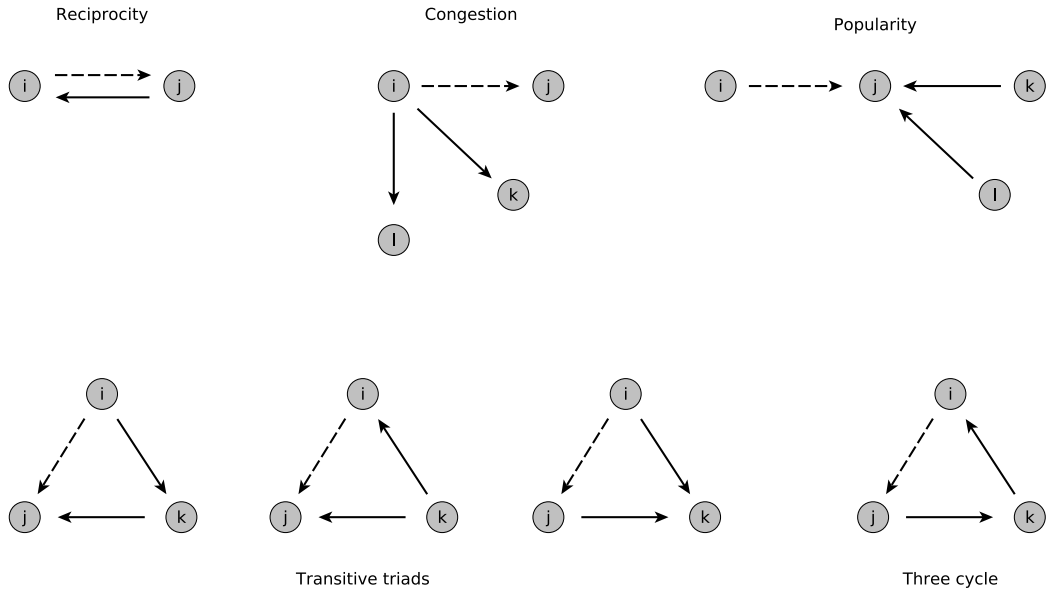 Reciprocity
Congestion
Popularity
i
j
i
j
i
j
k
k
l
l
i
i
i
i
j
k
j
k
j
k
j
k
Transitive triads
Three cycle